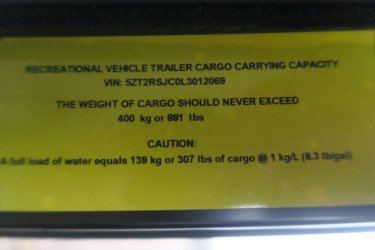 RECREATIONAL VEHICLE TRAILER CARGO CARRYING CAPACITY
VIN: 5ZT2RSJC0L3012069
THE WEIGHT OF CARGO SHOULD NEVER EXCEED
400 kg or 881 lbs
CAUTION:
A full load of water equals 139 kg or 307 lbs of cargo @ 1 kg/L (8.3 lb/gal)